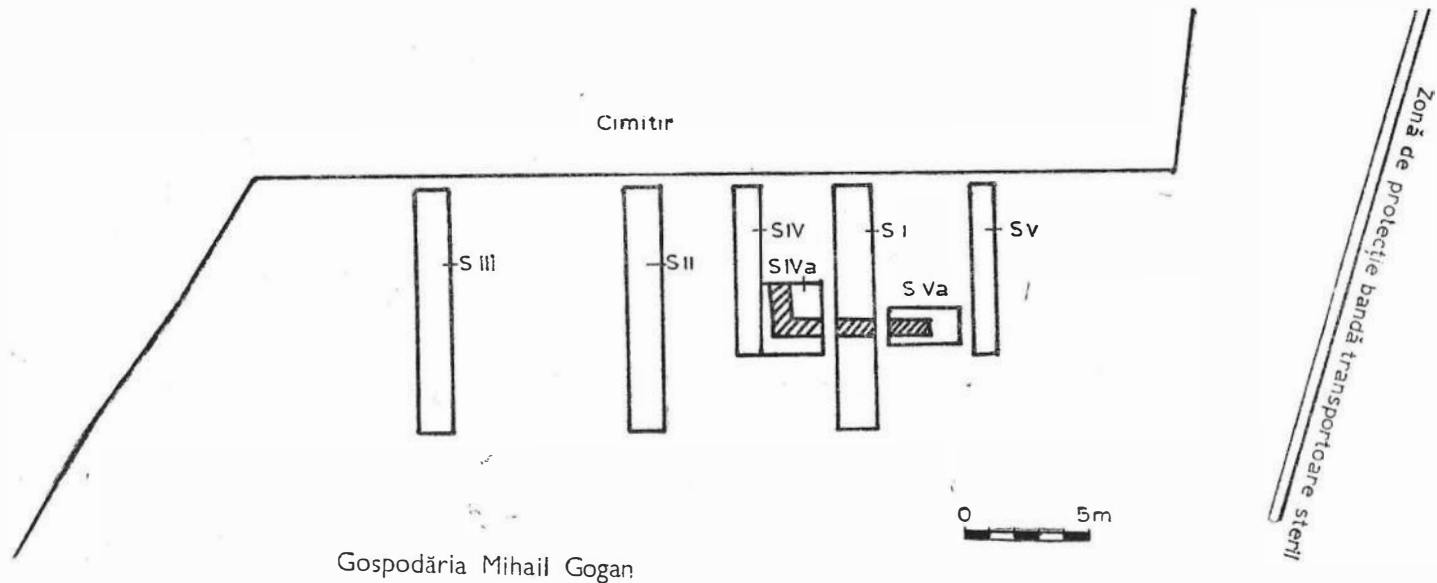 Cimitir
Zonă de protecție bandă transportoare steril
S III
S II
S IV
S I
S V
S IVa
S Va
0 5m
Gospodăria Mihail Gogan